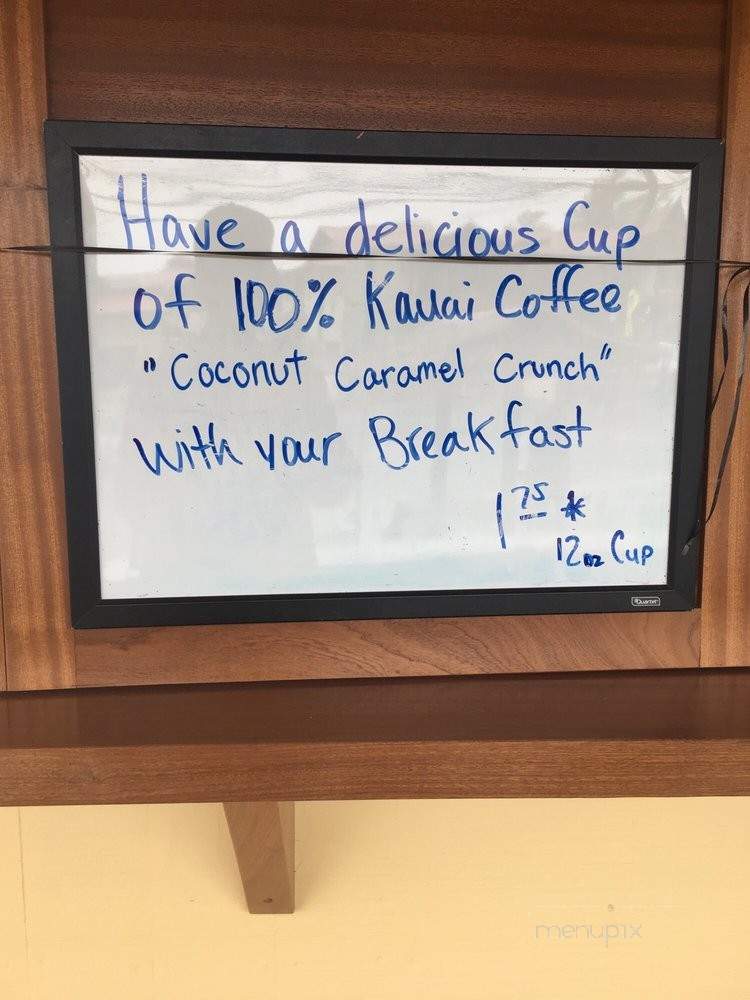 Have a delicious Cup
of 100% Kauai Coffee
"Coconut Caramel Crunch"
with your Breakfast
1 75 *
12oz Cup
Quartet
menupix